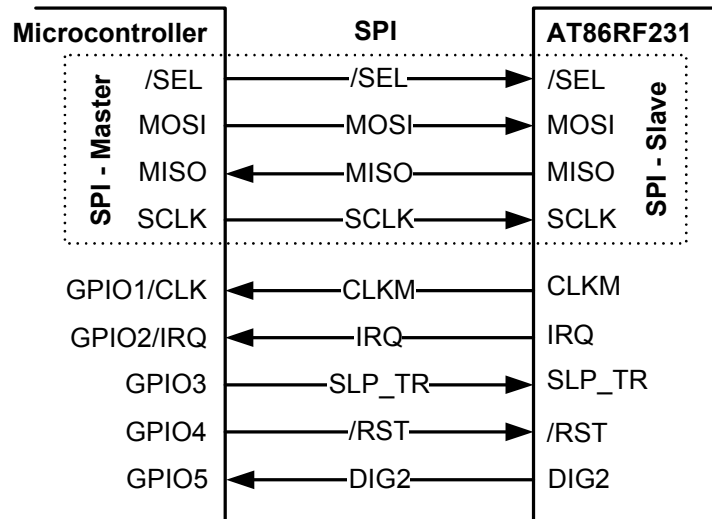 Microcontroller SPI AT86RF231
SPI - Master
SPI - Slave
/SEL /SEL /SEL
MOSI MOSI MOSI
MISO MISO MISO
SCLK SCLK SCLK
GPIO1/CLK CLKM CLKM
GPIO2/IRQ IRQ IRQ
GPIO3 SLP_TR SLP_TR
GPIO4 /RST /RST
GPIO5 DIG2 DIG2